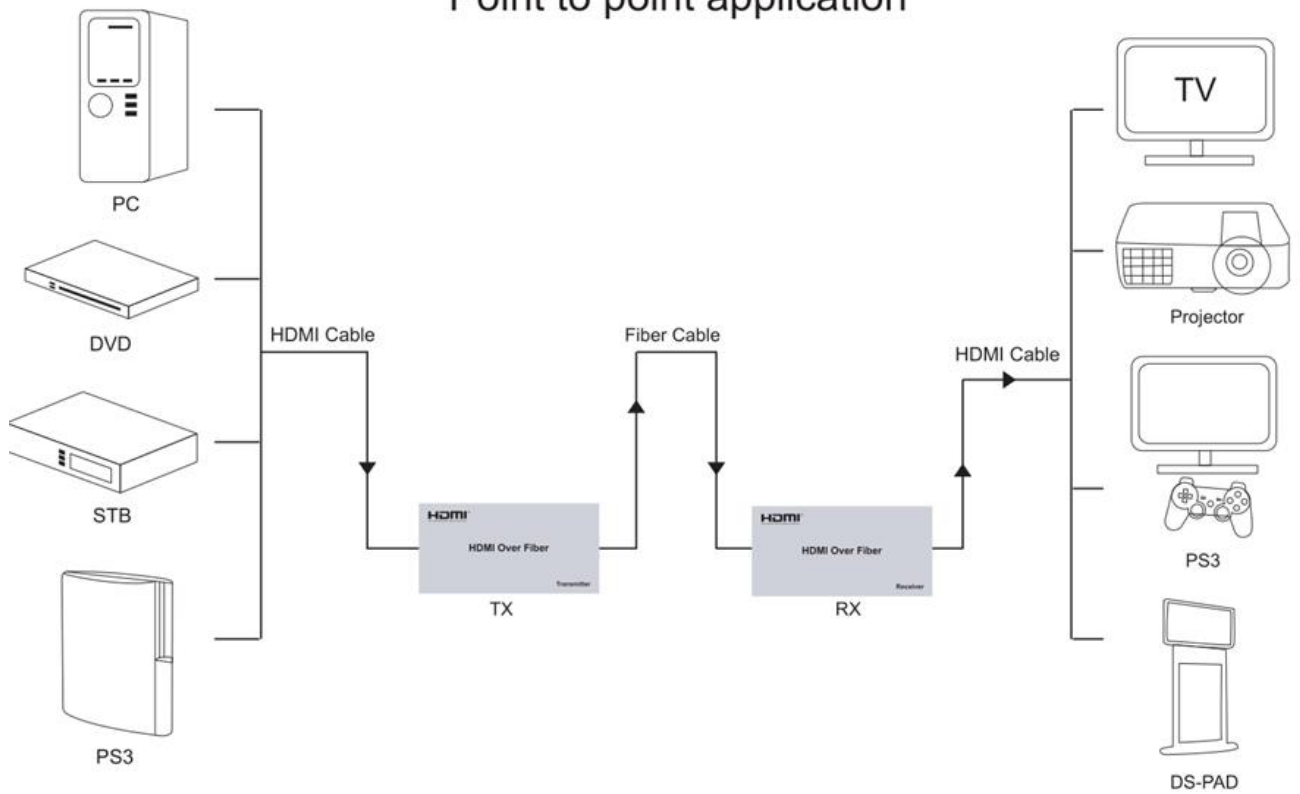 Point to point application
PC
DVD
STB
PS3
HDMI Cable
HDMI
HDMI Over Fiber
Transmitter
TX
Fiber Cable
HDMI
HDMI Over Fiber
Receiver
RX
HDMI Cable
TV
Projector
PS3
DS-PAD